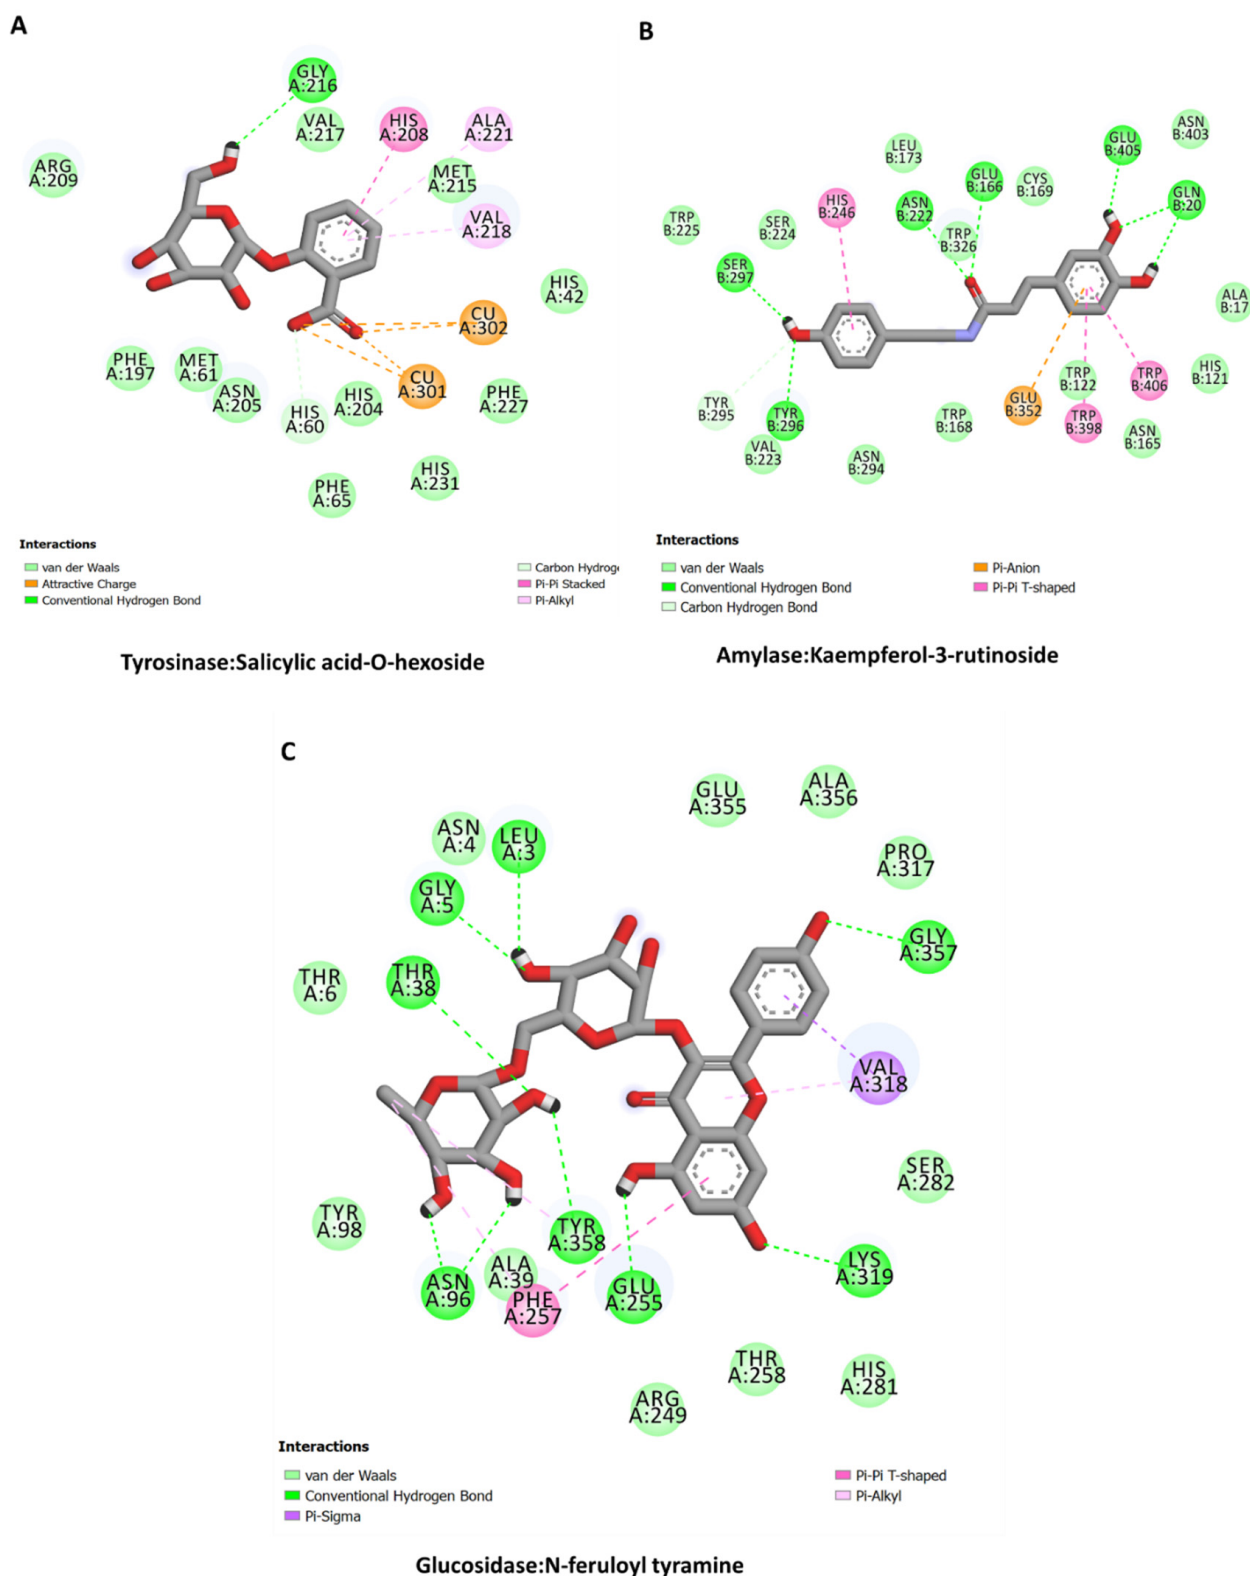 A
GLY
A:216
VAL
A:217
HIS
A:208
ALA
A:221
ARG
A:209
MET
A:215
VAL
A:218
HIS
A:42
CU
A:302
PHE
A:197
MET
A:61
ASN
A:205
HIS
A:60
HIS
A:204
CU
A:301
PHE
A:227
PHE
A:65
HIS
A:231
Interactions
van der Waals
Attractive Charge
Conventional Hydrogen Bond
Carbon Hydroge
Pi-Pi Stacked
Pi-Alkyl
Tyrosinase:Salicylic acid-O-hexoside
B
LEU
B:173
GLU
B:166
CYS
B:169
GLU
B:405
ASN
B:403
GLN
B:20
HIS
B:246
ASN
B:222
TRP
B:225
SER
B:224
TRP
B:326
SER
B:297
ALA
B:17
TYR
B:295
TYR
B:296
VAL
B:223
ASN
B:294
TRP
B:168
GLU
B:352
TRP
B:122
TRP
B:398
TRP
B:406
ASN
B:165
HIS
B:121
Interactions
van der Waals
Conventional Hydrogen Bond
Carbon Hydrogen Bond
Pi-Anion
Pi-Pi T-shaped
Amylase:Kaempferol-3-rutinoside
C
GLU
A:355
ALA
A:356
ASN
A:4
LEU
A:3
PRO
A:317
GLY
A:5
GLY
A:357
THR
A:6
THR
A:38
VAL
A:318
SER
A:282
TYR
A:98
TYR
A:358
ASN
A:96
ALA
A:39
PHE
A:257
GLU
A:255
LYS
A:319
THR
A:258
HIS
A:281
ARG
A:249
Interactions
van der Waals
Conventional Hydrogen Bond
Pi-Sigma
Pi-Pi T-shaped
Pi-Alkyl
Glucosidase:N-feruloyl tyramine